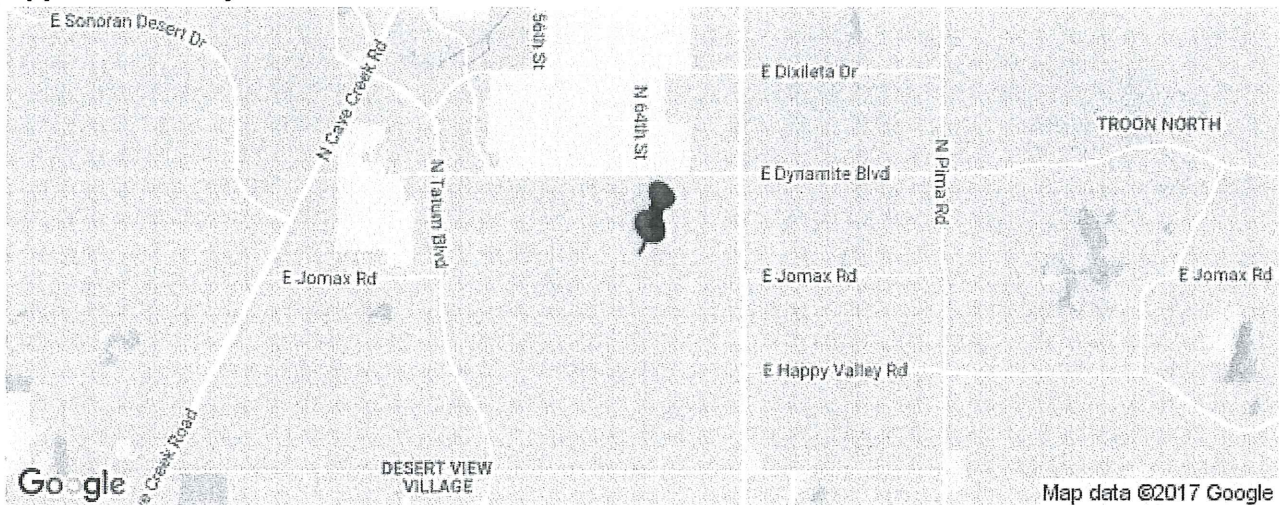 E Sonoran Desert Dr
N Cave Creek Rd
56th St
N 64th St
E Dixileta Dr
TROON NORTH
N Tatum Blvd
E Dynamite Blvd
N Pima Rd
E Jomax Rd
E Jomax Rd
E Jomax Rd
E Happy Valley Rd
e Creek Road
DESERT VIEW
VILLAGE
Google
Map data ©2017 Google